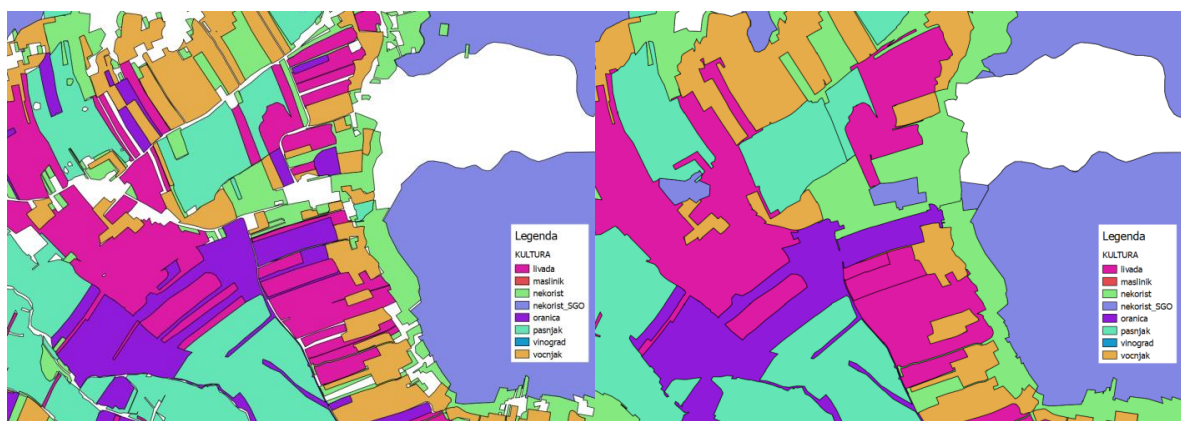 Legenda
KULTURA
livada
maslinik
nekorist
nekorist_SGO
oranica
pasnjak
vinograd
vocnjak
Legenda
KULTURA
livada
maslinik
nekorist
nekorist_SGO
oranica
pasnjak
vinograd
vocnjak